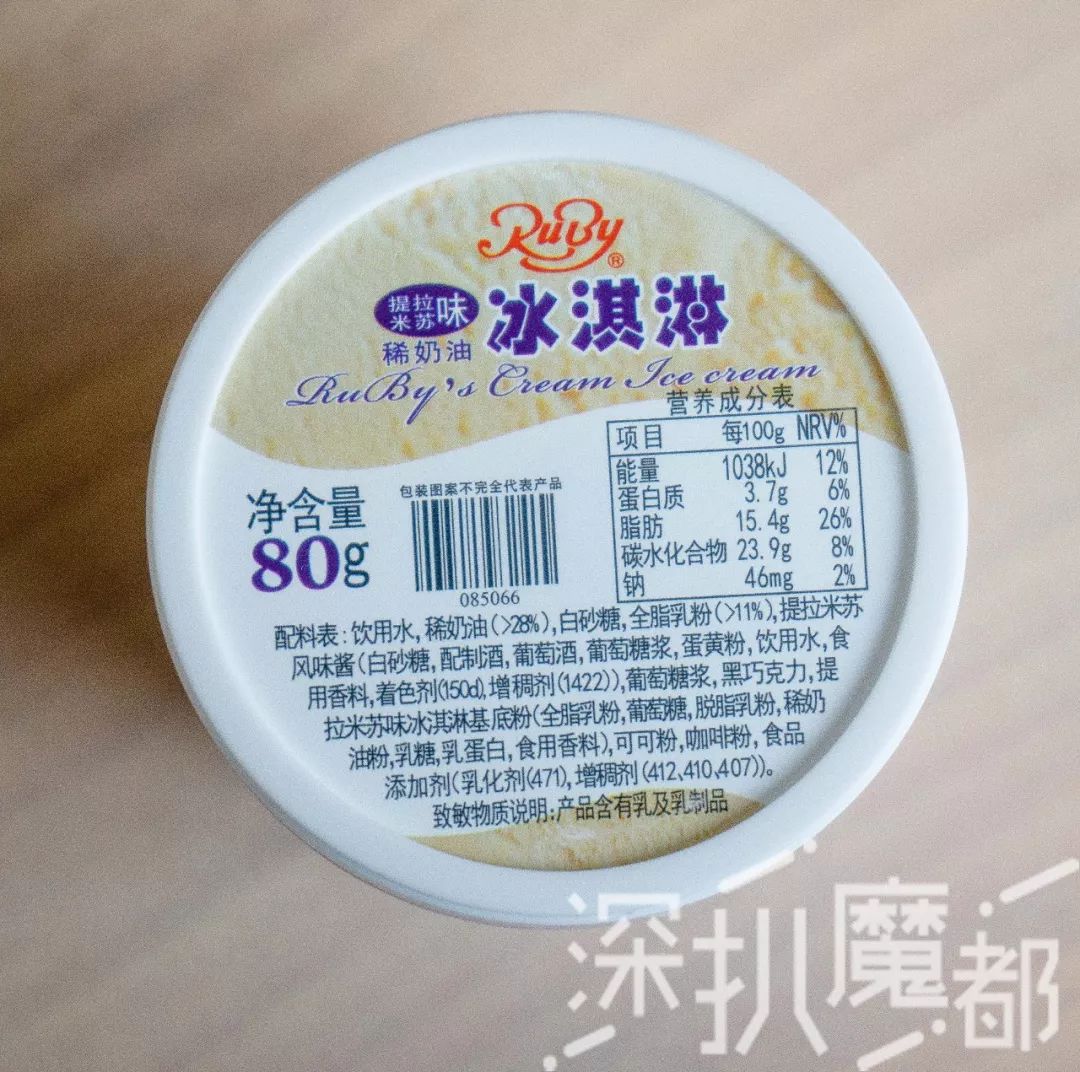 RuBy®
提拉米苏味 冰淇淋
稀奶油
RuBy's Cream Ice cream
营养成分表
项目 每100g NRV%
能量 1038kJ 12%
蛋白质 3.7g 6%
脂肪 15.4g 26%
碳水化合物 23.9g 8%
钠 46mg 2%
净含量
80g
包装图案不完全代表产品
085066
配料表:饮用水,稀奶油(>28%),白砂糖,全脂乳粉(>11%),提拉米苏
风味酱(白砂糖,配制酒,葡萄酒,葡萄糖浆,蛋黄粉,饮用水,食
用香料,着色剂(150d),增稠剂(1422)),葡萄糖浆,黑巧克力,提
拉米苏味冰淇淋基底粉(全脂乳粉,葡萄糖,脱脂乳粉,稀奶
油粉,乳糖,乳蛋白,食用香料),可可粉,咖啡粉,食品
添加剂(乳化剂(471),增稠剂(412、410、407))。
致敏物质说明:产品含有乳及乳制品
深扒魔都